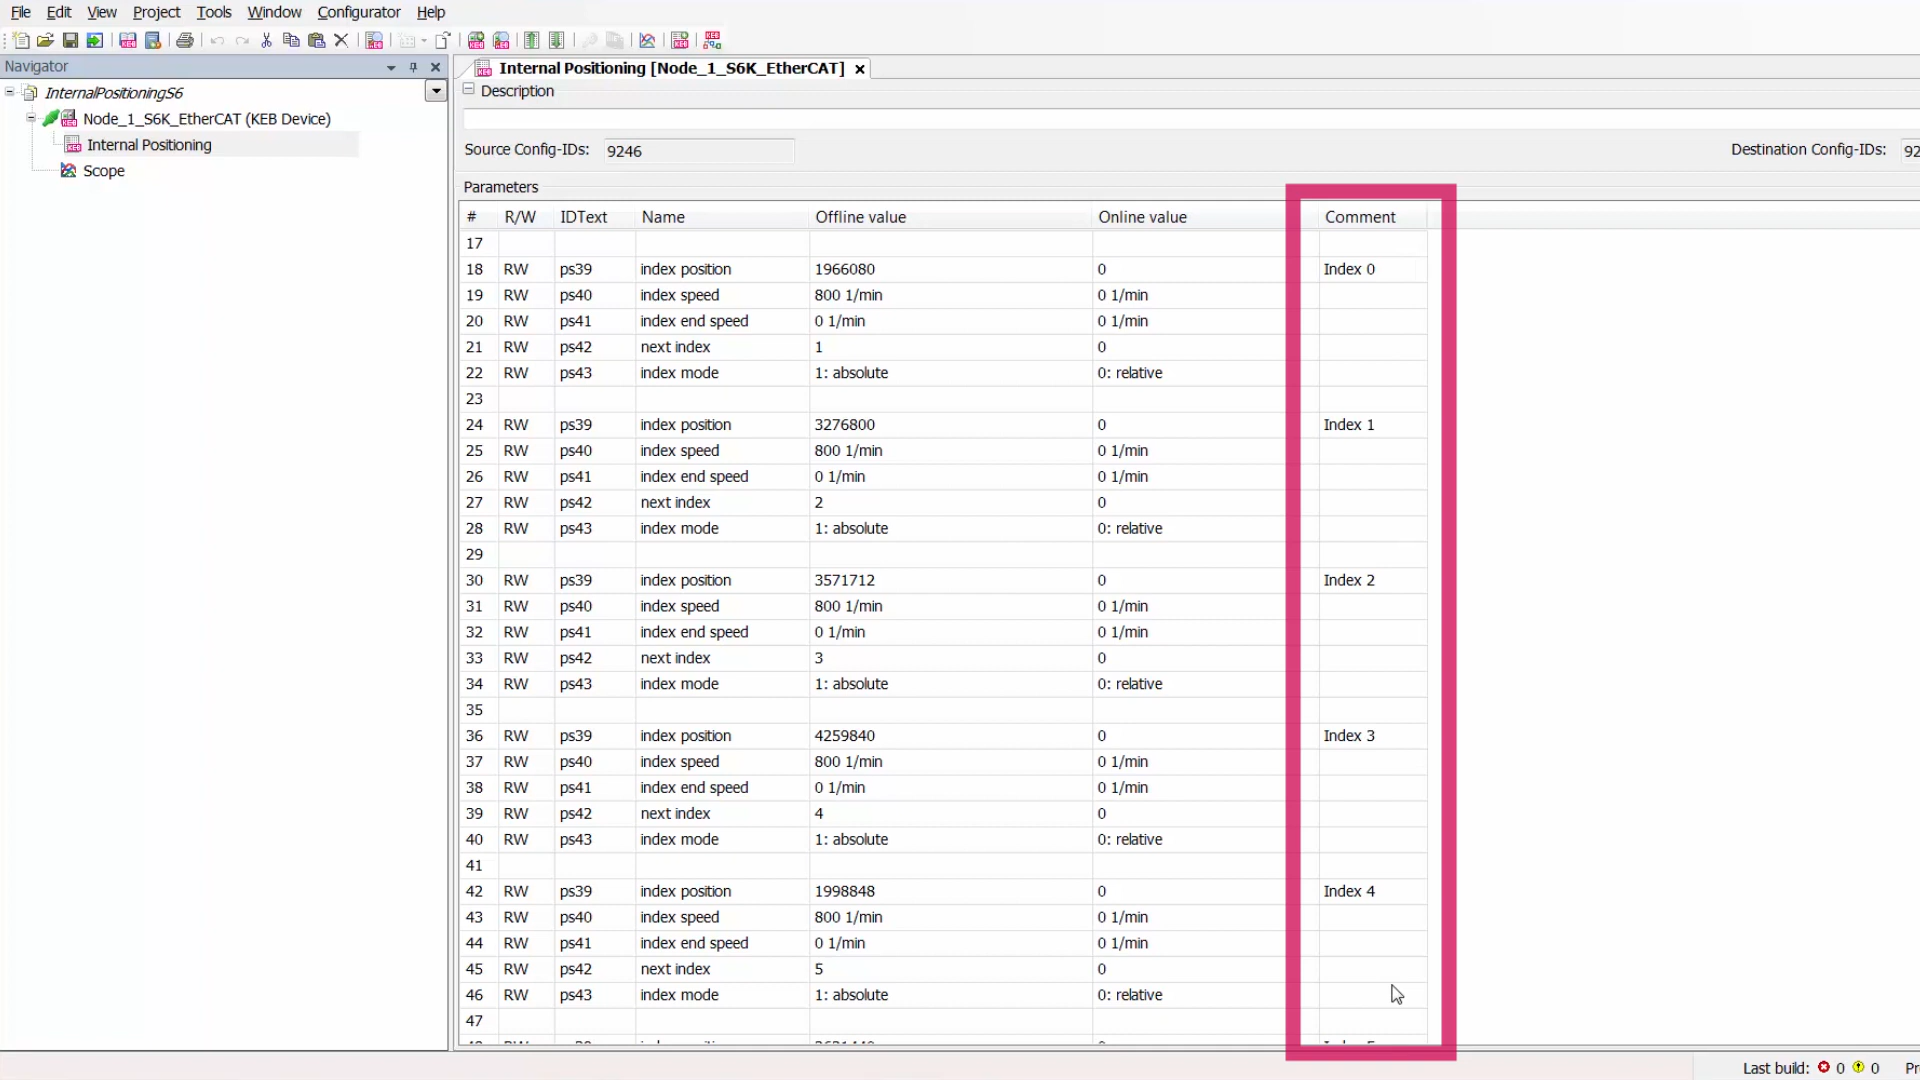 File Edit View Project Tools Window Configurator Help
Navigator
InternalPositioningS6
Node_1_S6K_EtherCAT (KEB Device)
Internal Positioning
Scope
Internal Positioning [Node_1_S6K_EtherCAT]
Description
Source Config-IDs: 9246 Destination Config-IDs: 92
Parameters
# R/W IDText Name Offline value Online value Comment
17
18 RW ps39 index position 1966080 0 Index 0
19 RW ps40 index speed 800 1/min 0 1/min
20 RW ps41 index end speed 0 1/min 0 1/min
21 RW ps42 next index 1 0
22 RW ps43 index mode 1: absolute 0: relative
23
24 RW ps39 index position 3276800 0 Index 1
25 RW ps40 index speed 800 1/min 0 1/min
26 RW ps41 index end speed 0 1/min 0 1/min
27 RW ps42 next index 2 0
28 RW ps43 index mode 1: absolute 0: relative
29
30 RW ps39 index position 3571712 0 Index 2
31 RW ps40 index speed 800 1/min 0 1/min
32 RW ps41 index end speed 0 1/min 0 1/min
33 RW ps42 next index 3 0
34 RW ps43 index mode 1: absolute 0: relative
35
36 RW ps39 index position 4259840 0 Index 3
37 RW ps40 index speed 800 1/min 0 1/min
38 RW ps41 index end speed 0 1/min 0 1/min
39 RW ps42 next index 4 0
40 RW ps43 index mode 1: absolute 0: relative
41
42 RW ps39 index position 1998848 0 Index 4
43 RW ps40 index speed 800 1/min 0 1/min
44 RW ps41 index end speed 0 1/min 0 1/min
45 RW ps42 next index 5 0
46 RW ps43 index mode 1: absolute 0: relative
47
Last build: 0 0 Pr